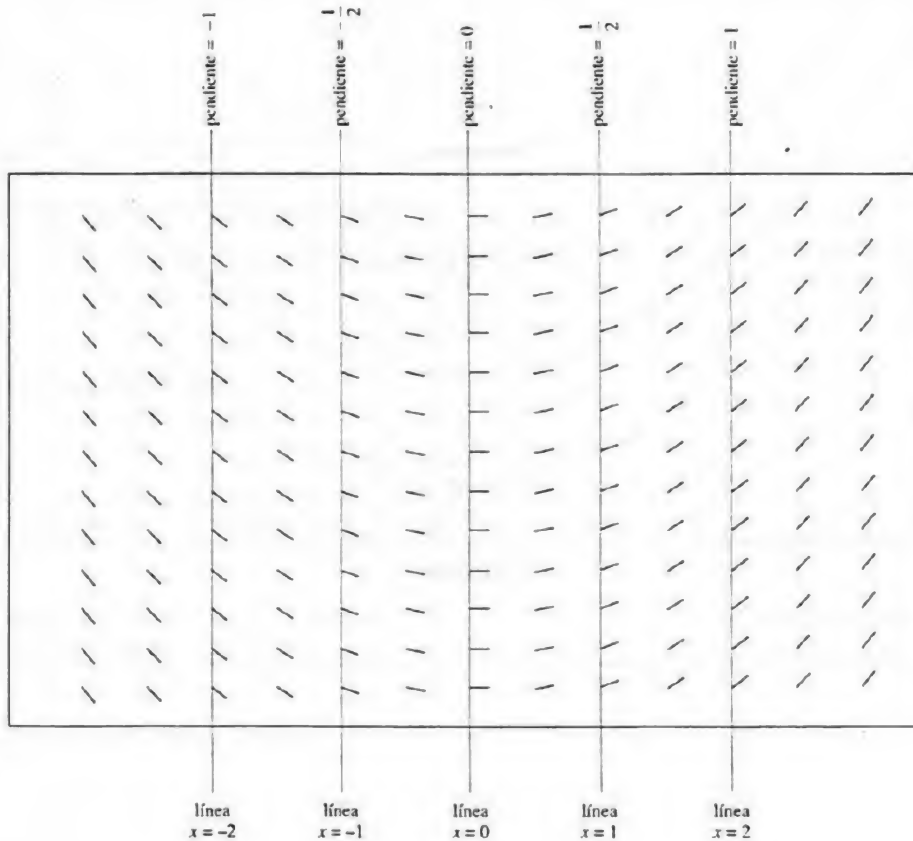 pendiente = −1
pendiente = −1/2
pendiente = 0
pendiente = 1/2
pendiente = 1
línea
x = −2
línea
x = −1
línea
x = 0
línea
x = 1
línea
x = 2